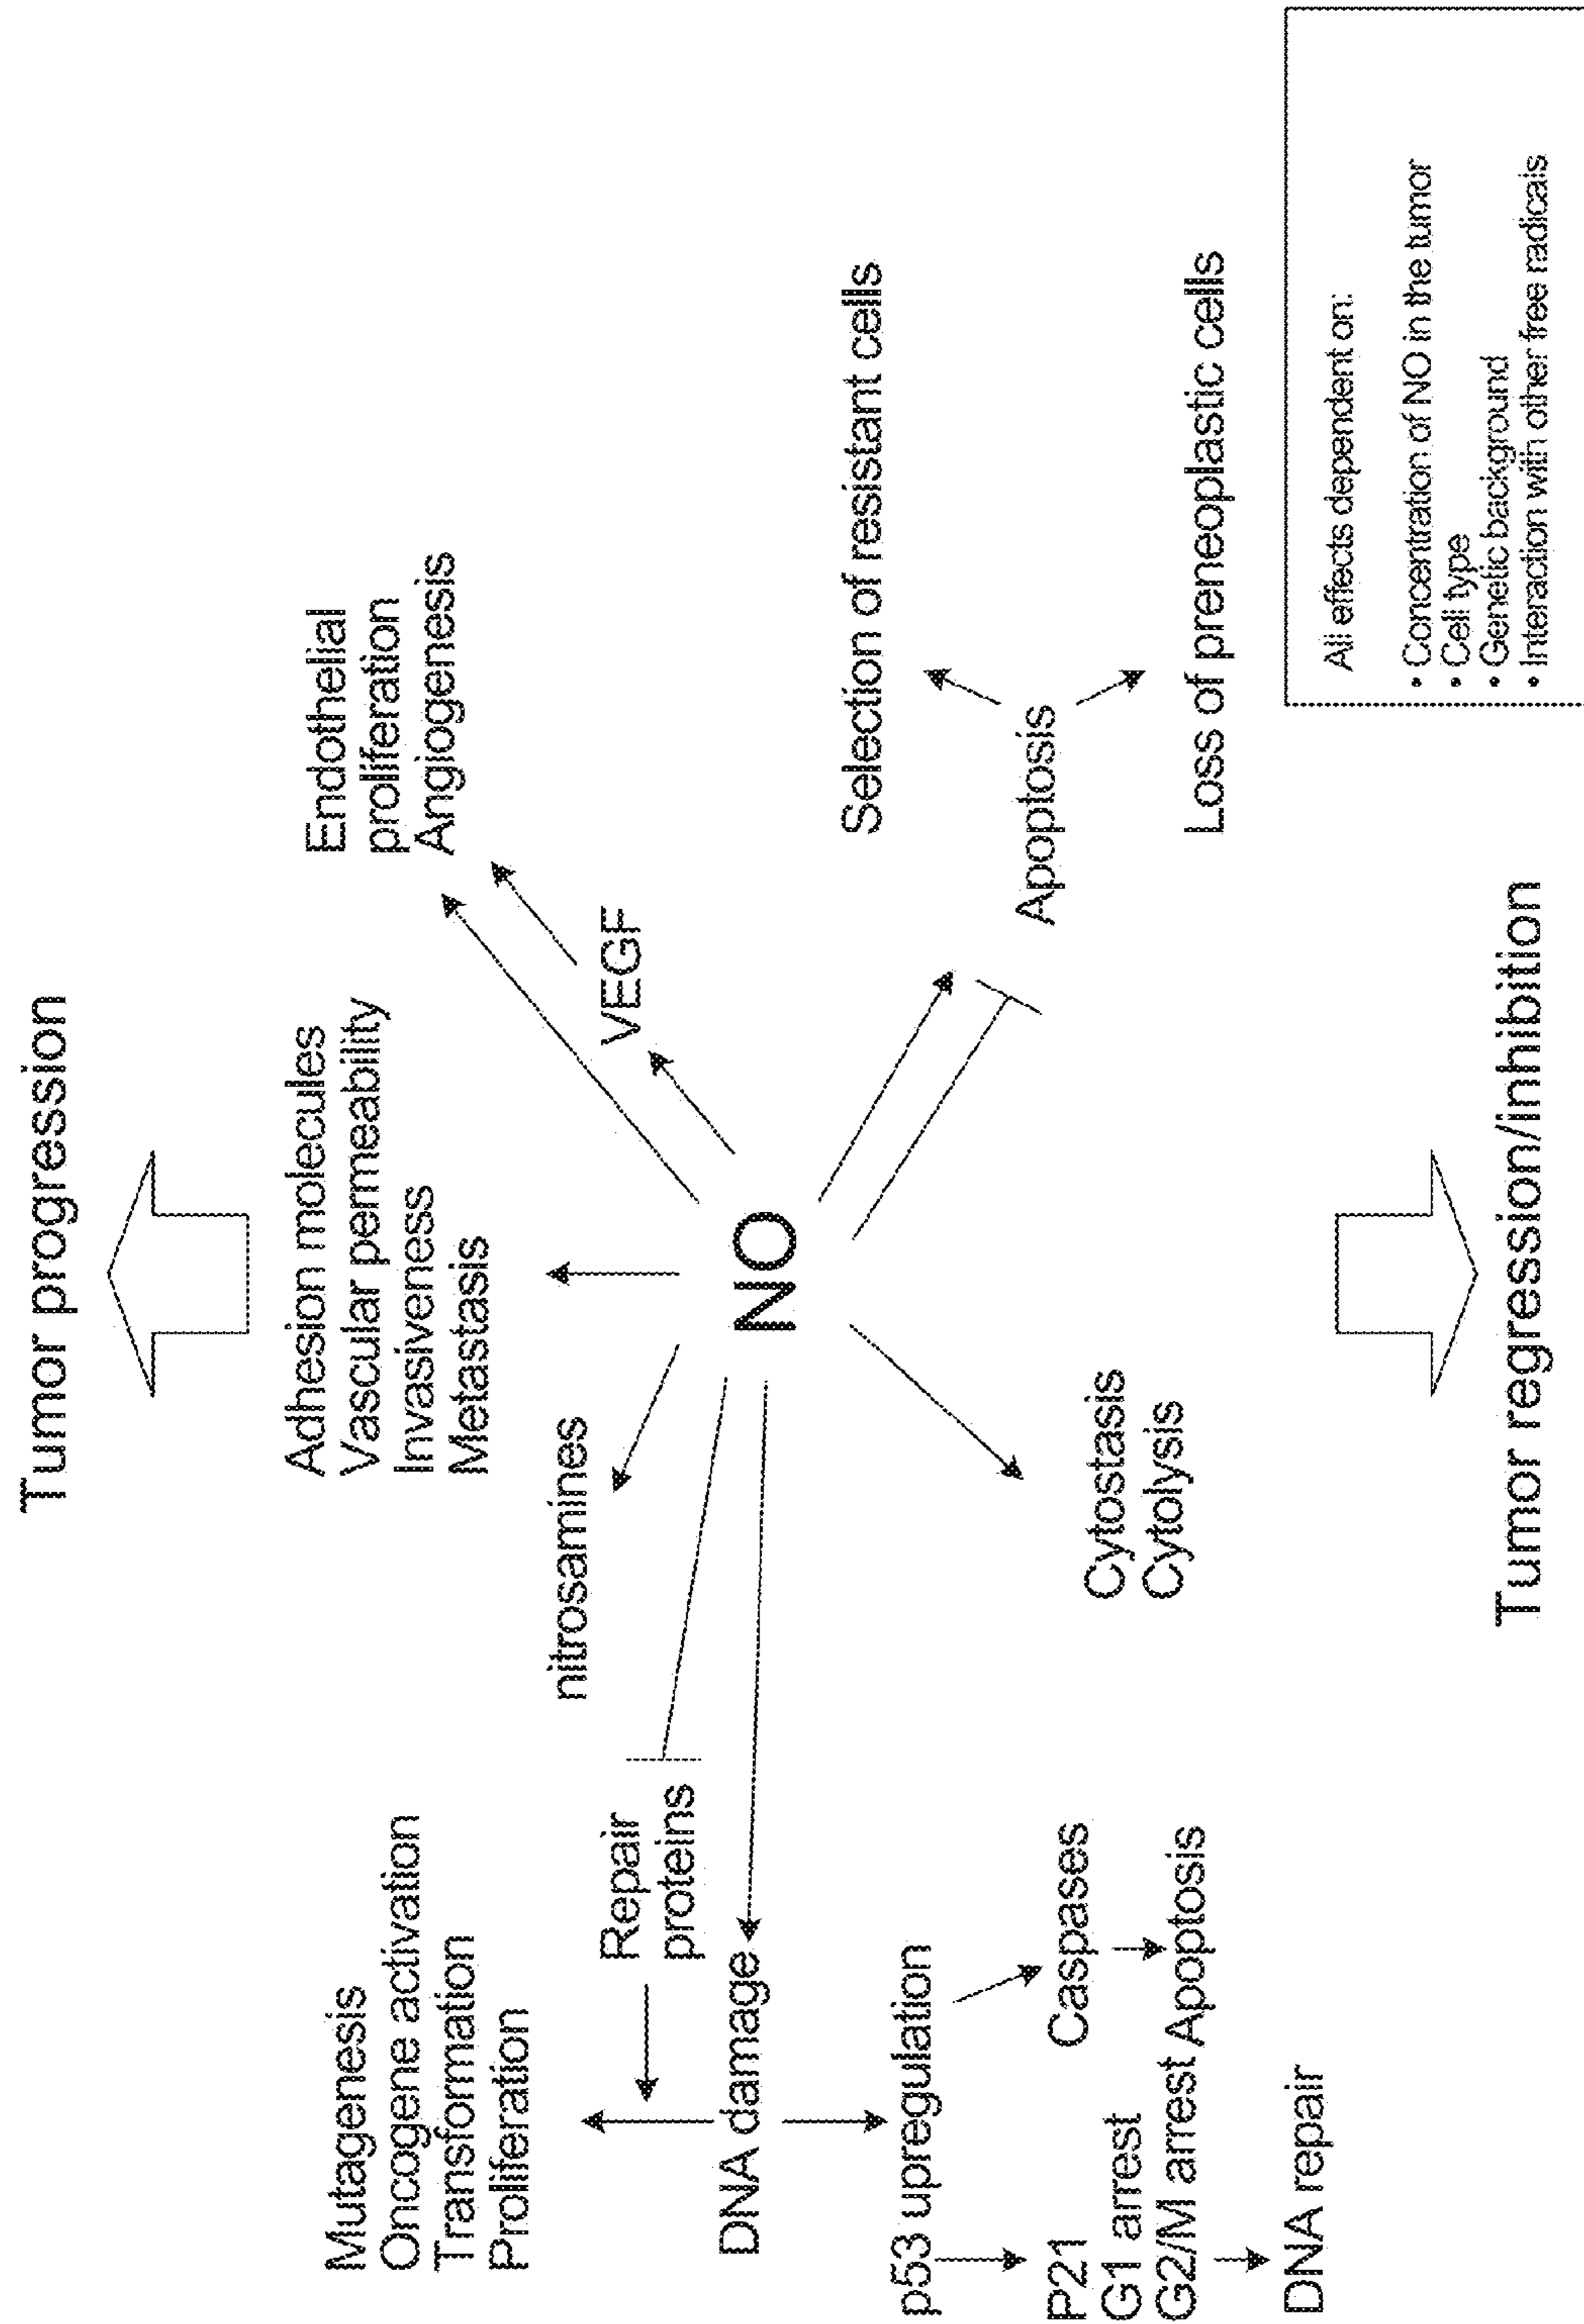 Tumor progression
Mutagenesis
Oncogene activation
Transformation
Proliferation
Adhesion molecules
Vascular permeability
Invasiveness
Metastasis
Endothelial
proliferation
Angiogenesis
nitrosamines
Repair
proteins
VEGF
DNA damage
NO
Selection of resistant cells
p53 upregulation
Apoptosis
P21
G1 arrest
G2/M arrest
Caspases
Apoptosis
Cytostasis
Cytolysis
Loss of preneoplastic cells
DNA repair
Tumor regression/inhibition
All effects dependent on:
• Concentration of NO in the tumor
• Cell type
• Genetic background
• Interaction with other free radicals